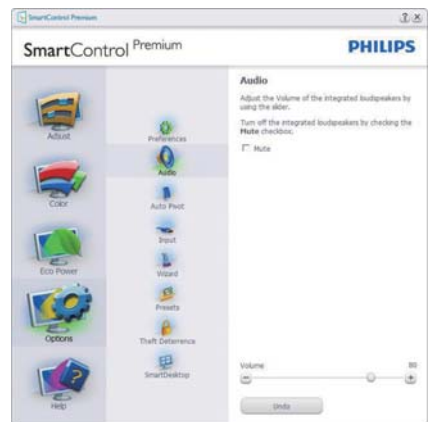 SmartControl Premium
SmartControl Premium
PHILIPS
Adjust
Color
Eco Power
Options
Help
Preferences
Audio
Auto Pivot
Input
Wizard
Presets
Theft Deterrence
SmartDesktop
Audio
Adjust the Volume of the integrated loudspeakers by
using the slider.
Turn off the integrated loudspeakers by checking the
Mute checkbox.
Mute
Volume 80
Undo